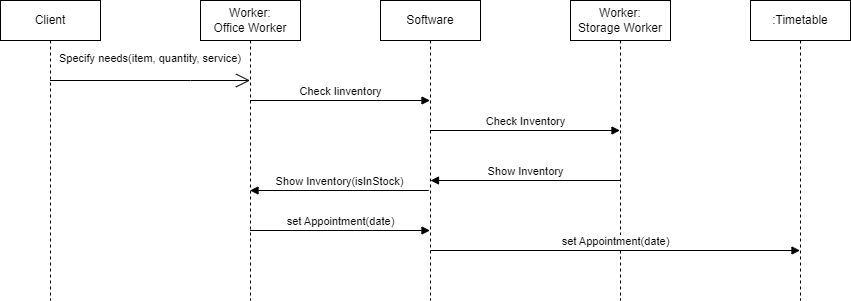 Client
Worker:
Office Worker
Software
Worker:
Storage Worker
:Timetable
Specify needs(item, quantity, service)
Check Iinventory
Check Inventory
Show Inventory
Show Inventory(isInStock)
set Appointment(date)
set Appointment(date)